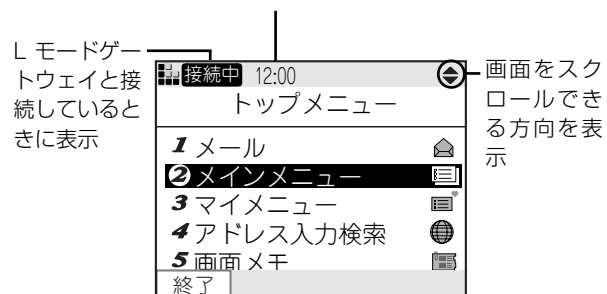 L モードゲー
トウェイと接
続していると
きに表示
接続中 12:00
トップメニュー
1 メール
2 メインメニュー
3 マイメニュー
4 アドレス入力検索
5 画面メモ
終了
画面をスク
ロールでき
る方向を表
示